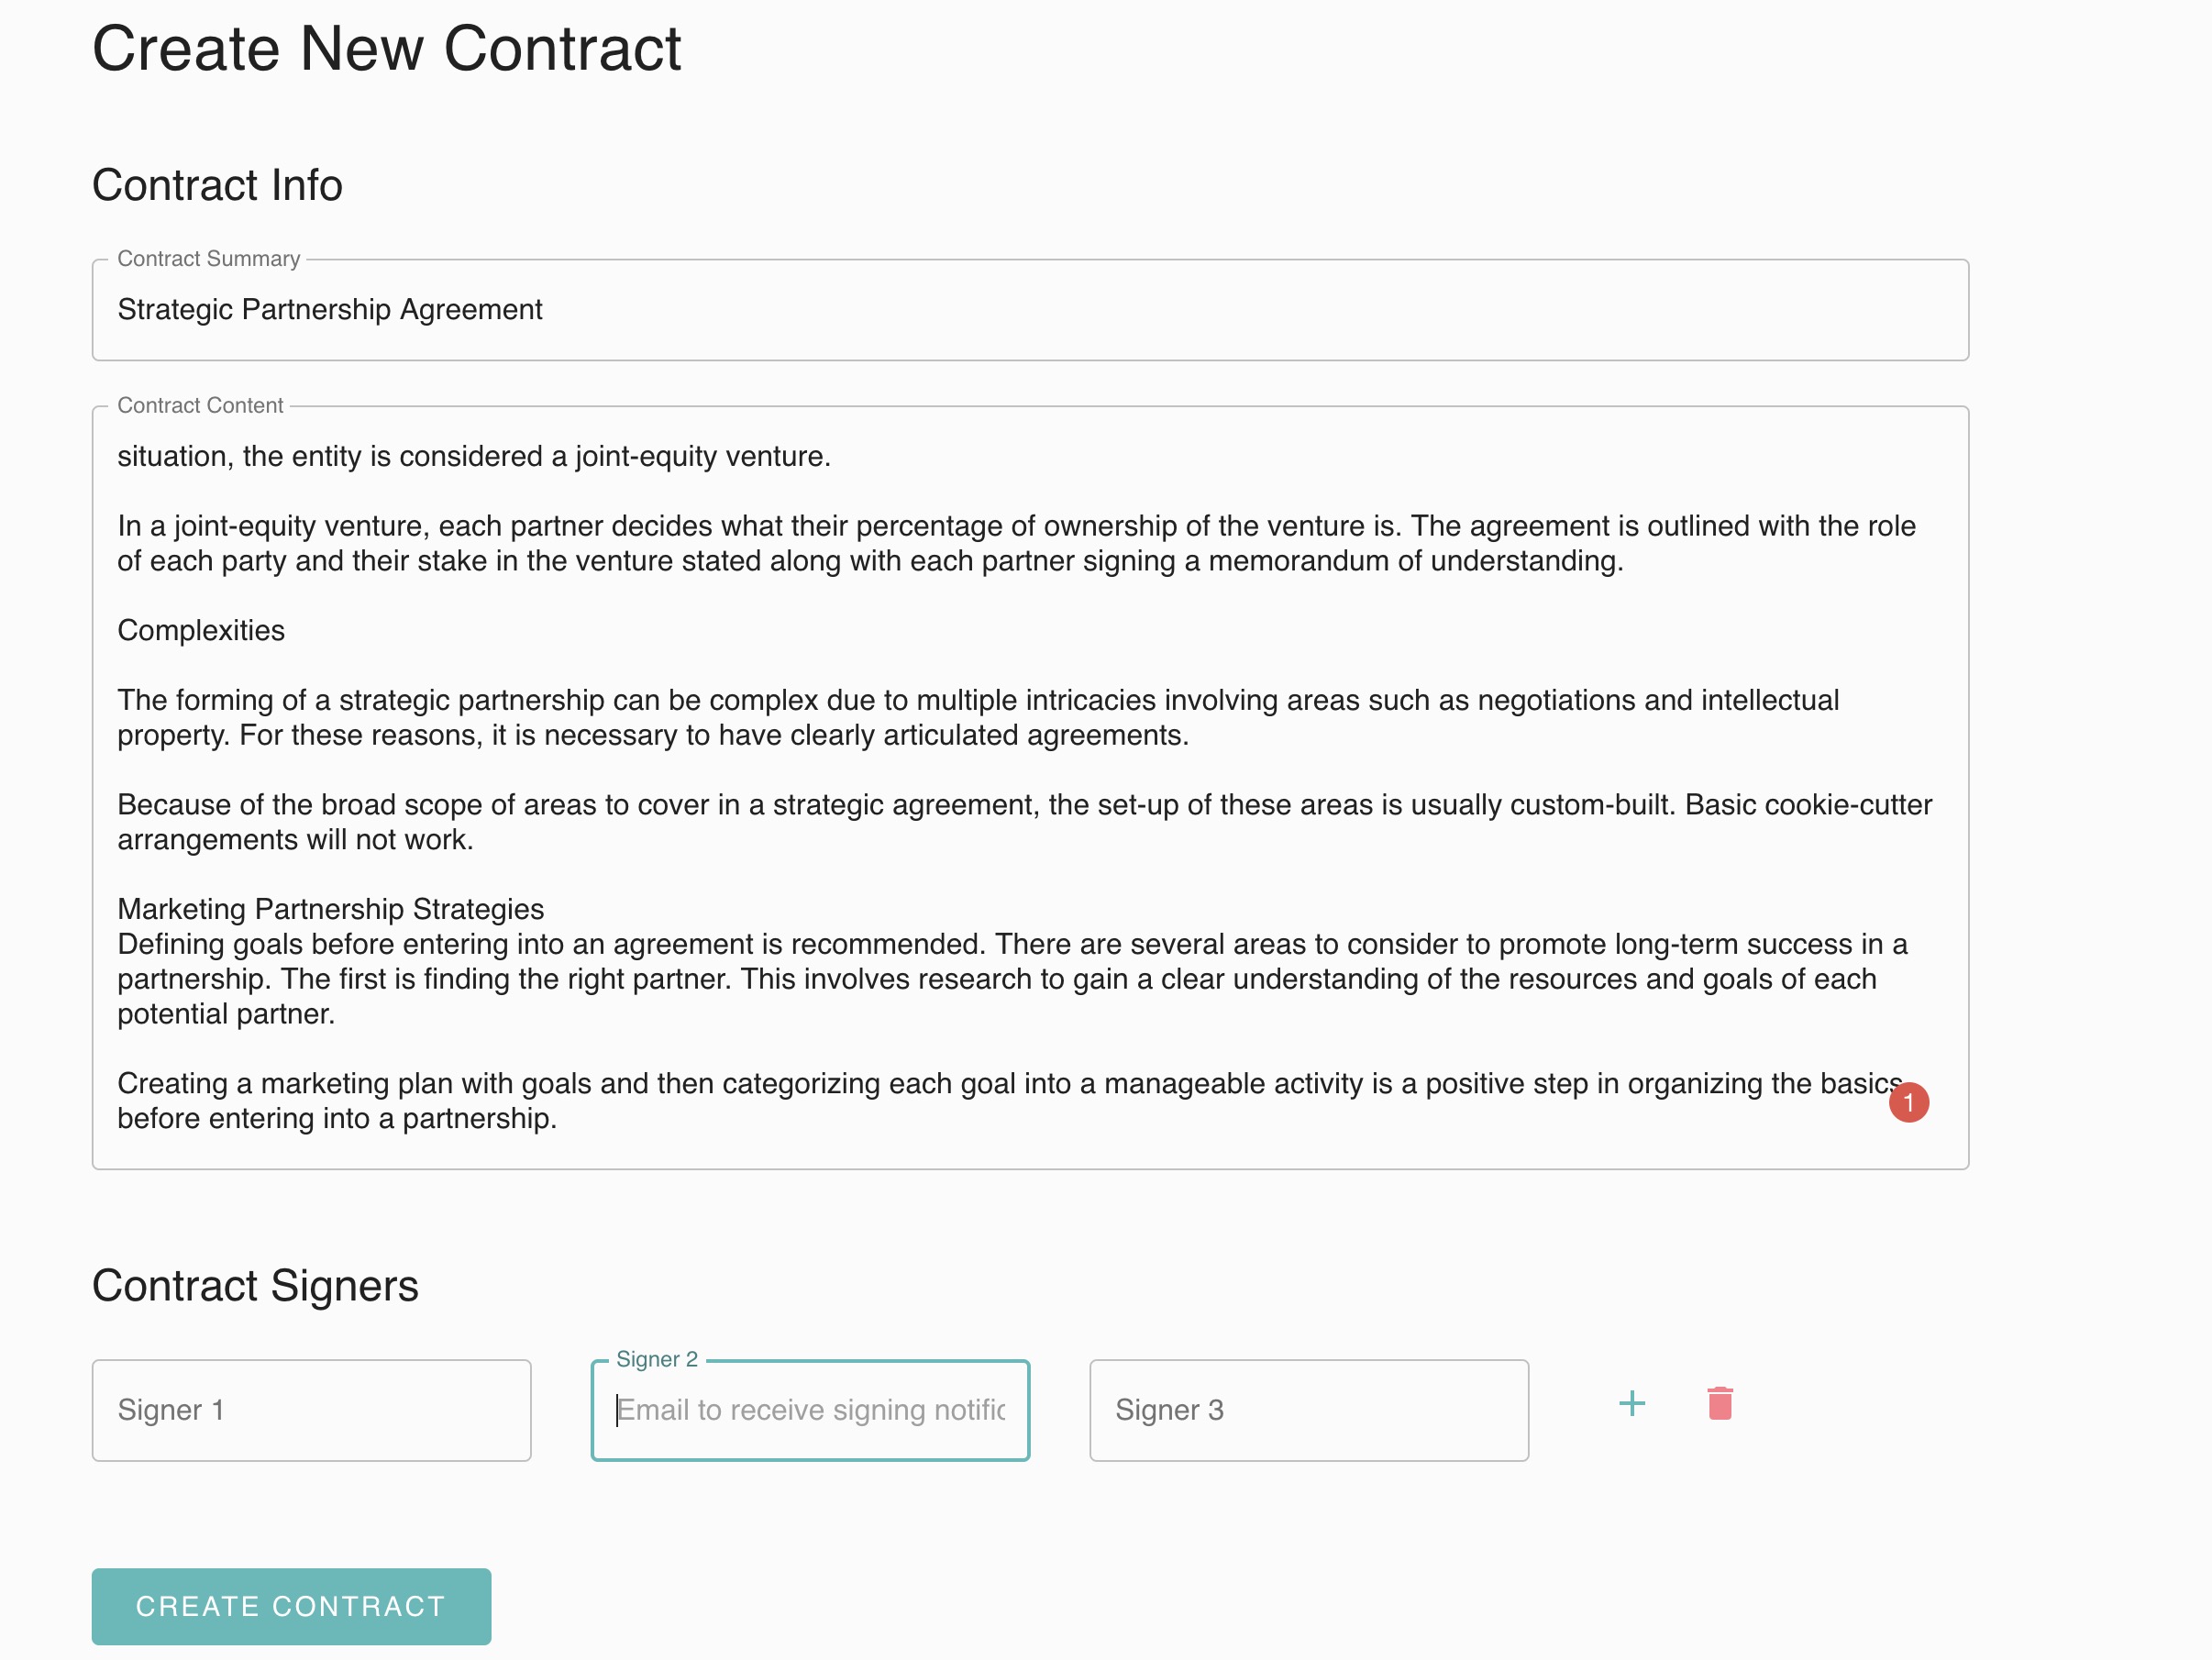 Create New Contract
Contract Info
Contract Summary
Strategic Partnership Agreement
Contract Content
situation, the entity is considered a joint-equity venture.
In a joint-equity venture, each partner decides what their percentage of ownership of the venture is. The agreement is outlined with the role
of each party and their stake in the venture stated along with each partner signing a memorandum of understanding.
Complexities
The forming of a strategic partnership can be complex due to multiple intricacies involving areas such as negotiations and intellectual
property. For these reasons, it is necessary to have clearly articulated agreements.
Because of the broad scope of areas to cover in a strategic agreement, the set-up of these areas is usually custom-built. Basic cookie-cutter
arrangements will not work.
Marketing Partnership Strategies
Defining goals before entering into an agreement is recommended. There are several areas to consider to promote long-term success in a
partnership. The first is finding the right partner. This involves research to gain a clear understanding of the resources and goals of each
potential partner.
Creating a marketing plan with goals and then categorizing each goal into a manageable activity is a positive step in organizing the basics
before entering into a partnership.
1
Contract Signers
Signer 1
Signer 2
Email to receive signing notific
Signer 3
CREATE CONTRACT